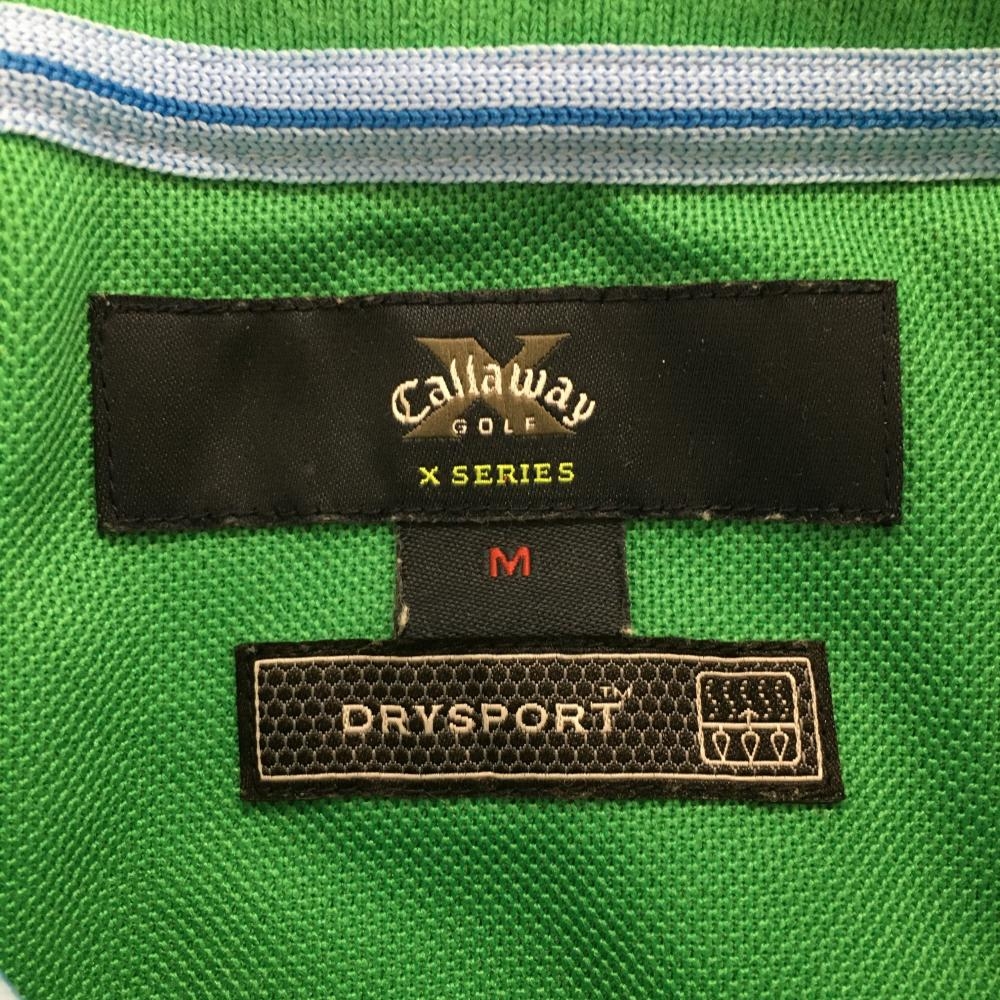 X
Callaway
GOLF
X SERIES
M
DRYSPORT™